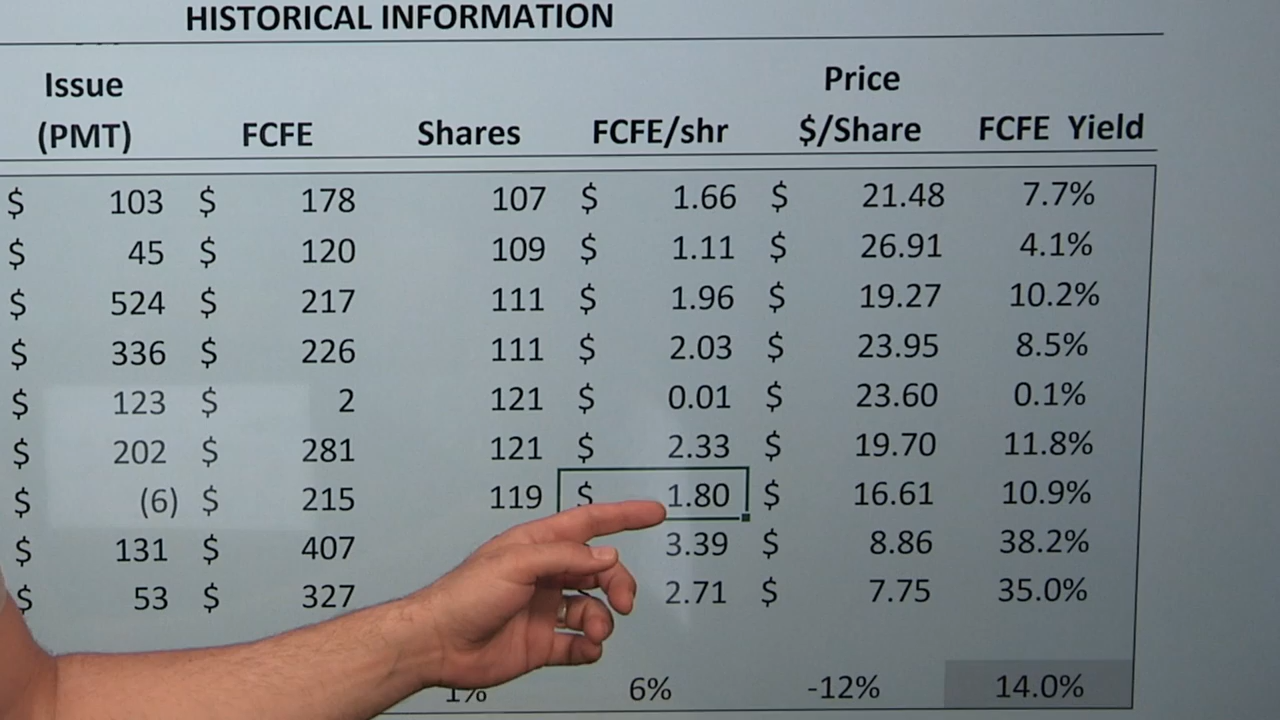 HISTORICAL INFORMATION
Issue Price
(PMT) FCFE Shares FCFE/shr $/Share FCFE Yield
$ 103 $ 178 107 $ 1.66 $ 21.48 7.7%
$ 45 $ 120 109 $ 1.11 $ 26.91 4.1%
$ 524 $ 217 111 $ 1.96 $ 19.27 10.2%
$ 336 $ 226 111 $ 2.03 $ 23.95 8.5%
$ 123 $ 2 121 $ 0.01 $ 23.60 0.1%
$ 202 $ 281 121 $ 2.33 $ 19.70 11.8%
$ (6) $ 215 119 $ 1.80 $ 16.61 10.9%
$ 131 $ 407 3.39 $ 8.86 38.2%
$ 53 $ 327 2.71 $ 7.75 35.0%
1% 6% -12% 14.0%